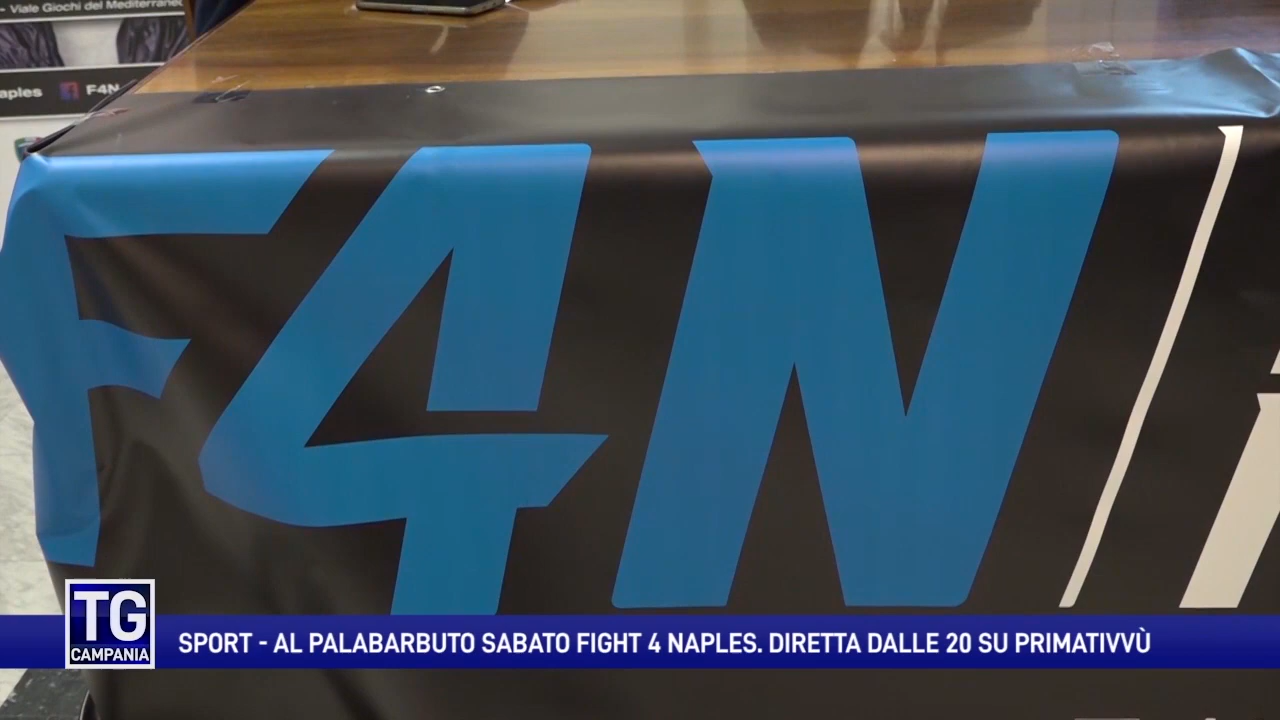 - Viale Giochi del Mediterraneo
aples F4N
F4N
TG
CAMPANIA
SPORT - AL PALABARBUTO SABATO FIGHT 4 NAPLES. DIRETTA DALLE 20 SU PRIMATIVVÙ